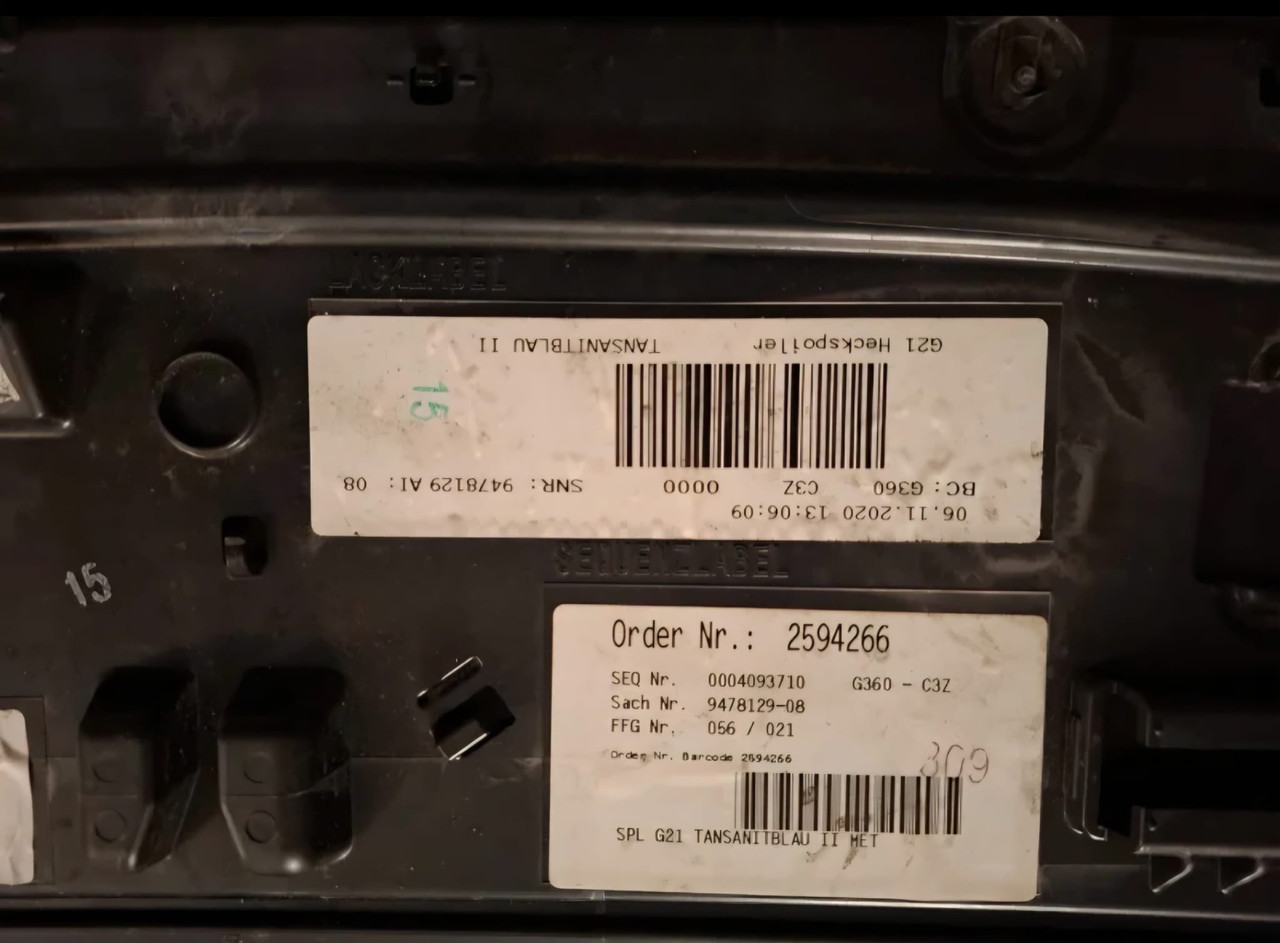 LACKLABEL
G21 Heckspoiler TANSANITBLAU II
15
BC: G360 C3Z 0000 SNR: 9478129 AI: 08
06.11.2020 13:06:09
SEQUENZLABEL
15
Order Nr.: 2594266
SEQ Nr. 0004093710 G360 - C3Z
Sach Nr. 9478129-08
FFG Nr. 056 / 021
Order Nr. Barcode 2594266
309
SPL G21 TANSANITBLAU II MET